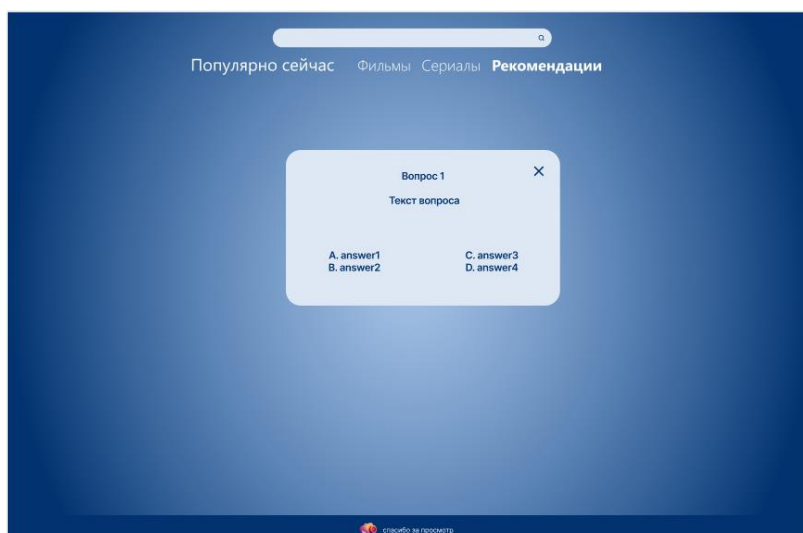 Популярно сейчас Фильмы Сериалы Рекомендации
Вопрос 1
Текст вопроса
A. answer1 C. answer3
B. answer2 D. answer4
спасибо за просмотр